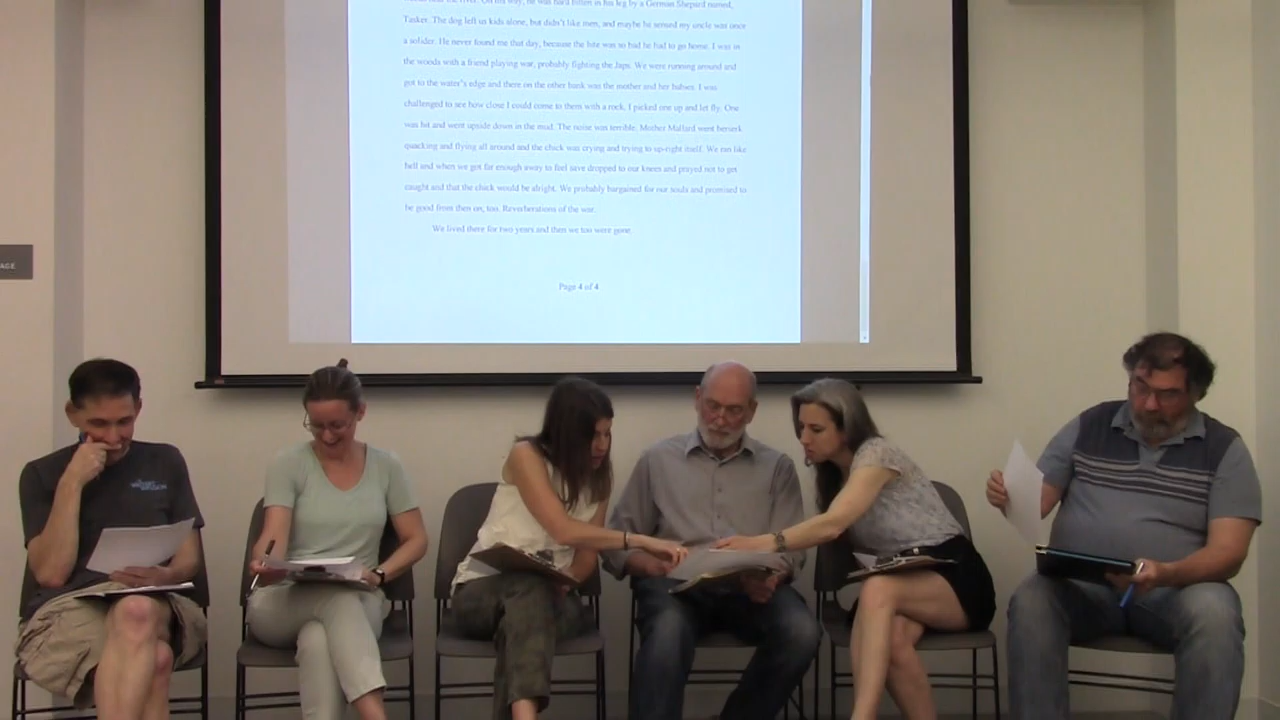 woods near the river. On his way, he was hard bitten in his leg by a German Shepard named,
Tasker. The dog left us kids alone, but didn't like men, and maybe he sensed my uncle was once
a solider. He never found me that day, because the bite was so bad he had to go home. I was in
the woods with a friend playing war, probably fighting the Japs. We were running around and
got to the water's edge and there on the other bank was the mother and her babies. I was
challenged to see how close I could come to them with a rock. I picked one up and let fly. One
was hit and went upside down in the mud. The noise was terrible. Mother Mallard went berserk
quacking and flying all around and the chick was crying and trying to up-right itself. We ran like
hell and when we got far enough away to feel save dropped to our knees and prayed not to get
caught and that the chick would be alright. We probably bargained for our souls and promised to
be good from then on, too. Reverberations of the war.
We lived there for two years and then we too were gone.
Page 4 of 4
AGE